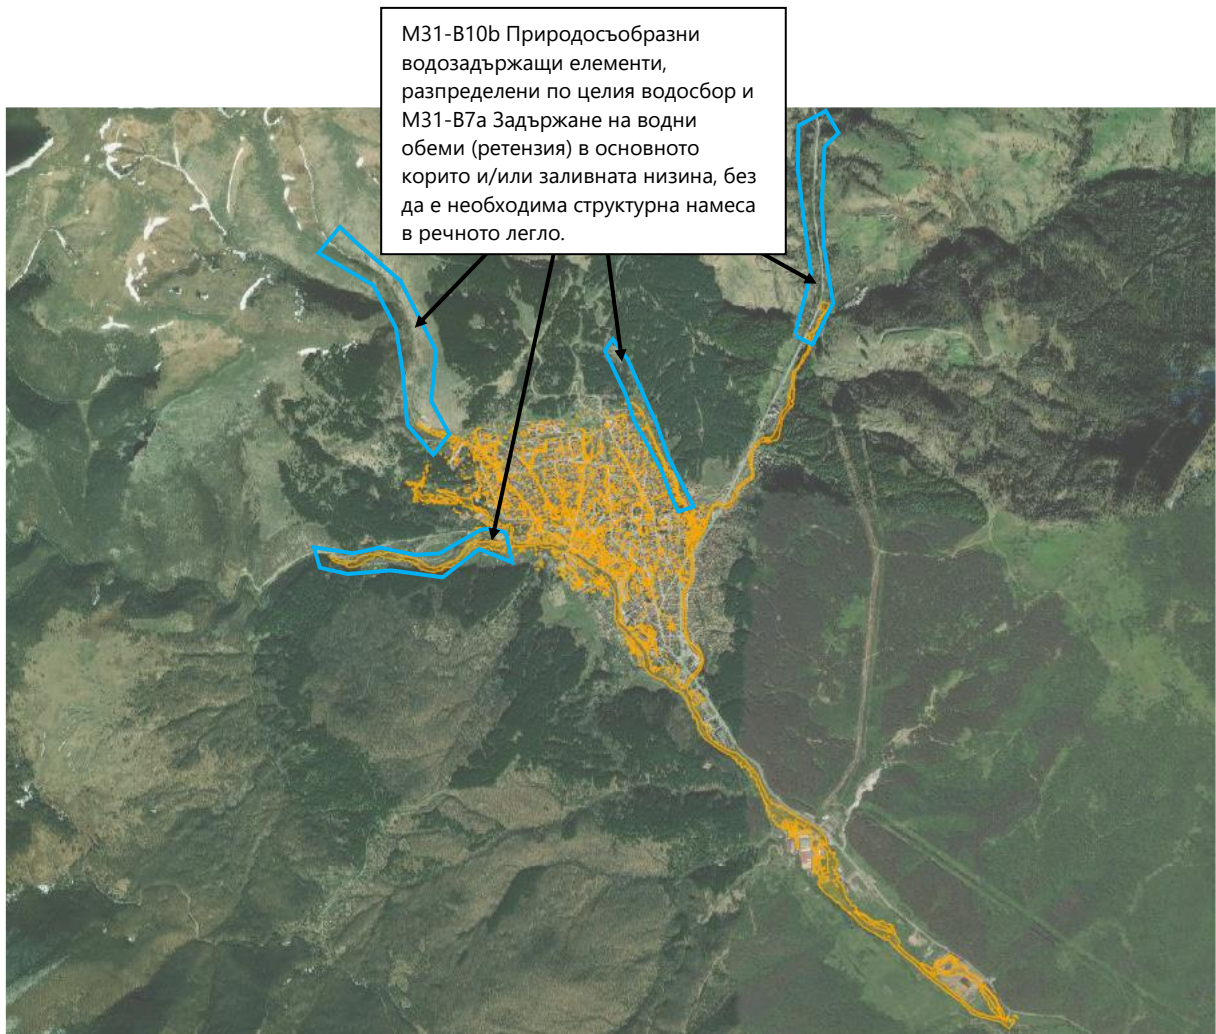 M31-B10b Природосъобразни
водозадържащи елементи,
разпределени по целия водосбор и
M31-B7a Задържане на водни
обеми (ретензия) в основното
корито и/или заливната низина, без
да е необходима структурна намеса
в речното легло.